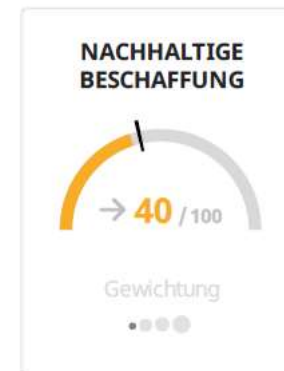 NACHHALTIGE
BESCHAFFUNG
→ 40 / 100
Gewichtung